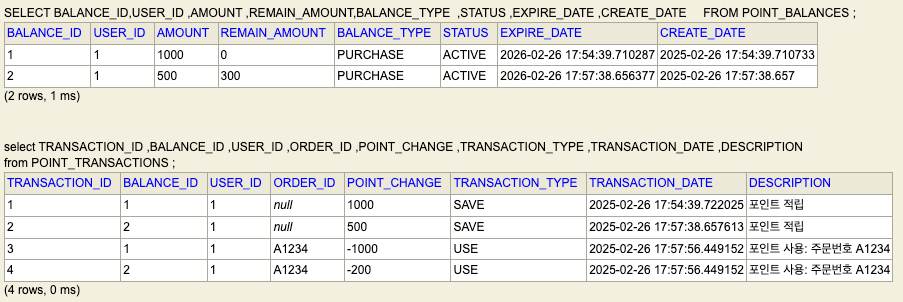 SELECT BALANCE_ID,USER_ID ,AMOUNT ,REMAIN_AMOUNT,BALANCE_TYPE ,STATUS ,EXPIRE_DATE ,CREATE_DATE FROM POINT_BALANCES ;
BALANCE_ID USER_ID AMOUNT REMAIN_AMOUNT BALANCE_TYPE STATUS EXPIRE_DATE CREATE_DATE
1 1 1000 0 PURCHASE ACTIVE 2026-02-26 17:54:39.710287 2025-02-26 17:54:39.710733
2 1 500 300 PURCHASE ACTIVE 2026-02-26 17:57:38.656377 2025-02-26 17:57:38.657
(2 rows, 1 ms)
select TRANSACTION_ID ,BALANCE_ID ,USER_ID ,ORDER_ID ,POINT_CHANGE ,TRANSACTION_TYPE ,TRANSACTION_DATE ,DESCRIPTION
from POINT_TRANSACTIONS ;
TRANSACTION_ID BALANCE_ID USER_ID ORDER_ID POINT_CHANGE TRANSACTION_TYPE TRANSACTION_DATE DESCRIPTION
1 1 1 null 1000 SAVE 2025-02-26 17:54:39.722025 포인트 적립
2 2 1 null 500 SAVE 2025-02-26 17:57:38.657613 포인트 적립
3 1 1 A1234 -1000 USE 2025-02-26 17:57:56.449152 포인트 사용: 주문번호 A1234
4 2 1 A1234 -200 USE 2025-02-26 17:57:56.449152 포인트 사용: 주문번호 A1234
(4 rows, 0 ms)